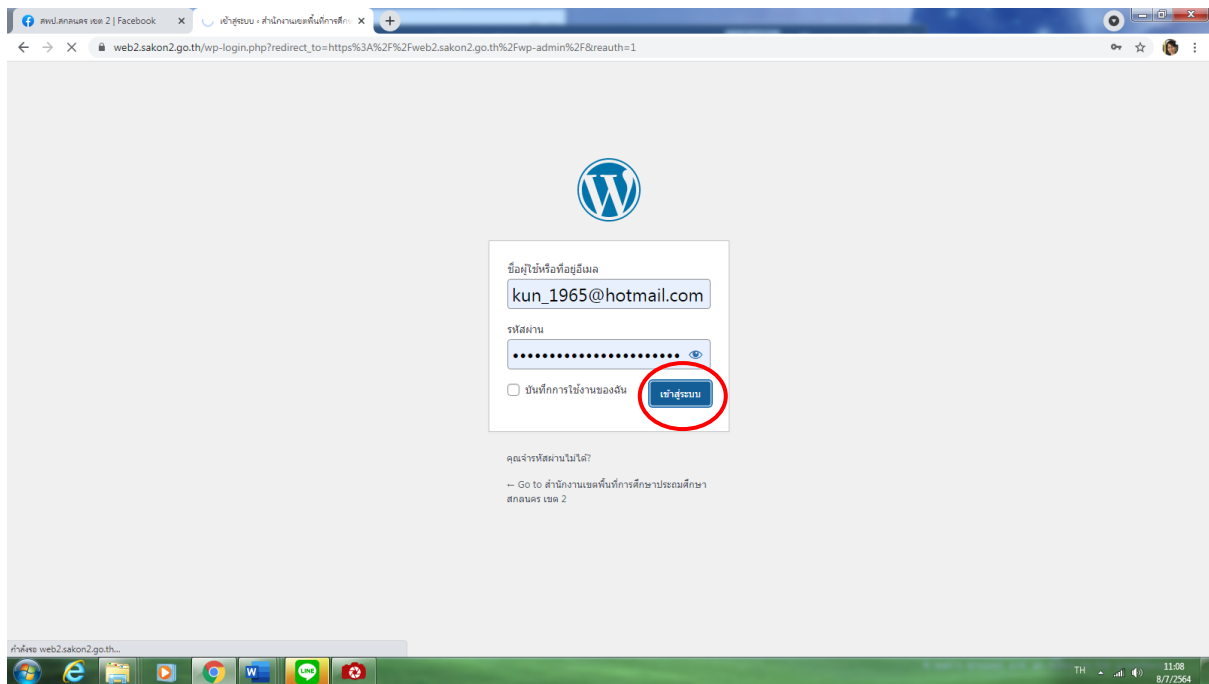 สพป.สกลนคร เขต 2 | Facebook
เข้าสู่ระบบ ‹ สำนักงานเขตพื้นที่การศึก
web2.sakon2.go.th/wp-login.php?redirect_to=https%3A%2F%2Fweb2.sakon2.go.th%2Fwp-admin%2F&reauth=1
ชื่อผู้ใช้หรือที่อยู่อีเมล
kun_1965@hotmail.com
รหัสผ่าน
บันทึกการใช้งานของฉัน
เข้าสู่ระบบ
คุณจำรหัสผ่านไม่ได้?
← Go to สำนักงานเขตพื้นที่การศึกษาประถมศึกษา
สกลนคร เขต 2
กำลังรอ web2.sakon2.go.th...
LINE
TH
11:08
8/7/2564